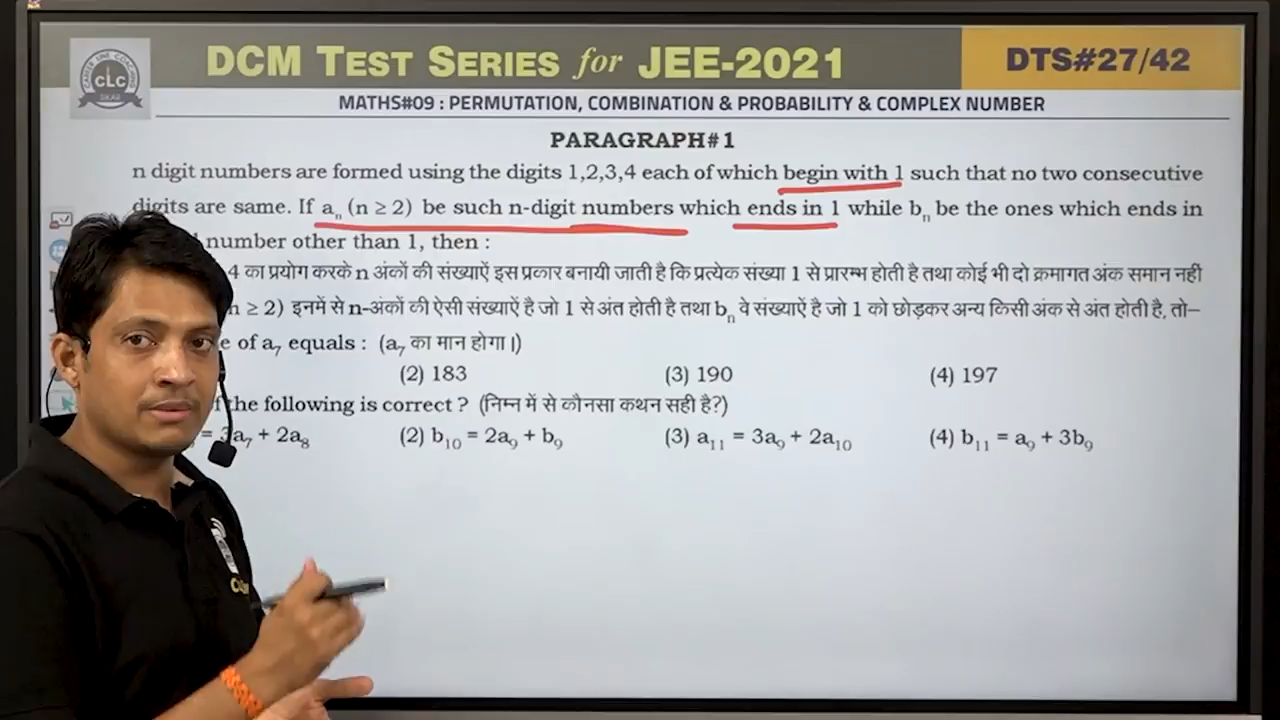 DCM TEST SERIES for JEE-2021
DTS#27/42
CLC
MATHS#09 : PERMUTATION, COMBINATION & PROBABILITY & COMPLEX NUMBER
PARAGRAPH#1
n digit numbers are formed using the digits 1,2,3,4 each of which begin with 1 such that no two consecutive
digits are same. If aₙ (n ≥ 2) be such n-digit numbers which ends in 1 while bₙ be the ones which ends in
number other than 1, then :
4 का प्रयोग करके n अंकों की संख्याऐं इस प्रकार बनायी जाती है कि प्रत्येक संख्या 1 से प्रारम्भ होती है तथा कोई भी दो क्रमागत अंक समान नहीं
n ≥ 2) इनमें से n-अंकों की ऐसी संख्याऐं है जो 1 से अंत होती है तथा bₙ वे संख्याऐं है जो 1 को छोड़कर अन्य किसी अंक से अंत होती है, तो–
of a₇ equals : (a₇ का मान होगा।)
(2) 183 (3) 190 (4) 197
the following is correct ? (निम्न में से कौनसा कथन सही है?)
= 3a₇ + 2a₈ (2) b₁₀ = 2a₉ + b₉ (3) a₁₁ = 3a₉ + 2a₁₀ (4) b₁₁ = a₉ + 3b₉